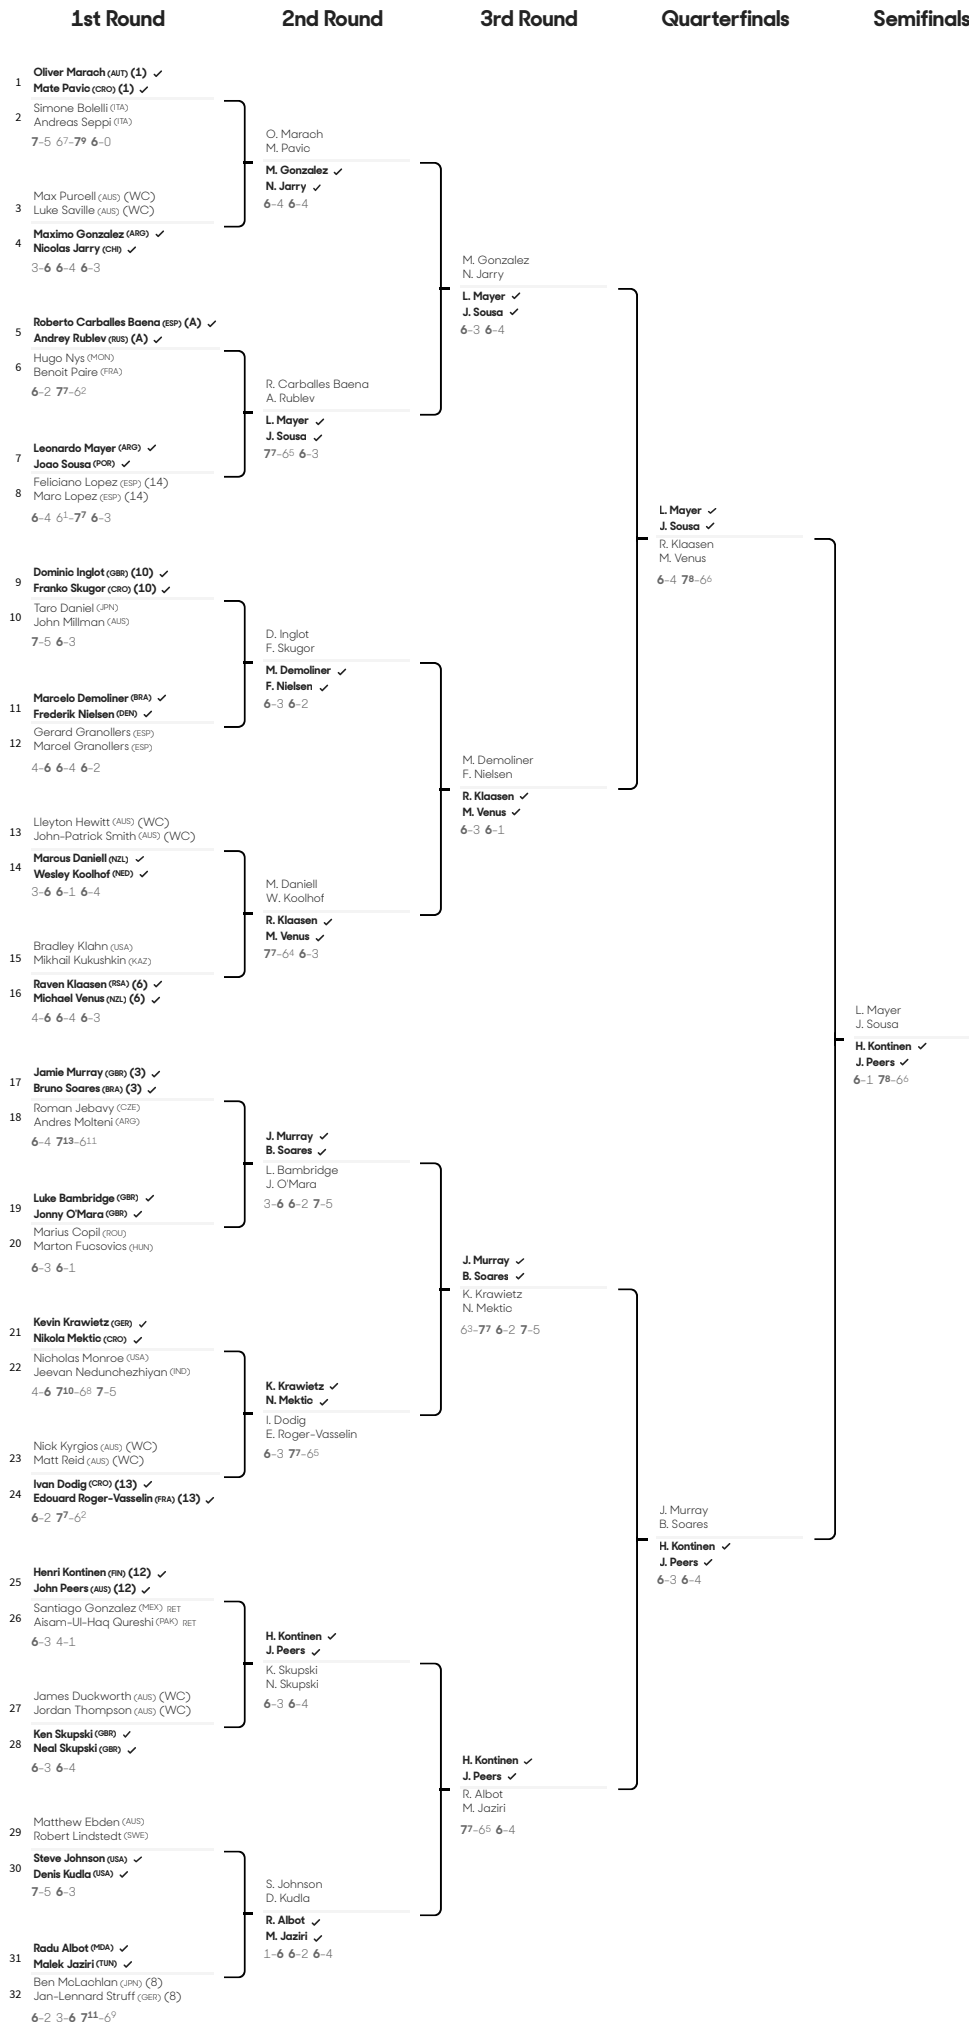 1st Round
2nd Round
3rd Round
Quarterfinals
Semifinals
1
Oliver Marach (AUT) (1) ✓
Mate Pavic (CRO) (1) ✓
2
Simone Bolelli (ITA)
Andreas Seppi (ITA)
7-5 6⁷-7⁹ 6-0
3
Max Purcell (AUS) (WC)
Luke Saville (AUS) (WC)
4
Maximo Gonzalez (ARG) ✓
Nicolas Jarry (CHI) ✓
3-6 6-4 6-3
5
Roberto Carballes Baena (ESP) (A) ✓
Andrey Rublev (RUS) (A) ✓
6
Hugo Nys (MON)
Benoit Paire (FRA)
6-2 7⁷-6²
7
Leonardo Mayer (ARG) ✓
Joao Sousa (POR) ✓
8
Feliciano Lopez (ESP) (14)
Marc Lopez (ESP) (14)
6-4 6¹-7⁷ 6-3
9
Dominic Inglot (GBR) (10) ✓
Franko Skugor (CRO) (10) ✓
10
Taro Daniel (JPN)
John Millman (AUS)
7-5 6-3
11
Marcelo Demoliner (BRA) ✓
Frederik Nielsen (DEN) ✓
12
Gerard Granollers (ESP)
Marcel Granollers (ESP)
4-6 6-4 6-2
13
Lleyton Hewitt (AUS) (WC)
John-Patrick Smith (AUS) (WC)
14
Marcus Daniell (NZL) ✓
Wesley Koolhof (NED) ✓
3-6 6-1 6-4
15
Bradley Klahn (USA)
Mikhail Kukushkin (KAZ)
16
Raven Klaasen (RSA) (6) ✓
Michael Venus (NZL) (6) ✓
4-6 6-4 6-3
17
Jamie Murray (GBR) (3) ✓
Bruno Soares (BRA) (3) ✓
18
Roman Jebavy (CZE)
Andres Molteni (ARG)
6-4 7¹³-6¹¹
19
Luke Bambridge (GBR) ✓
Jonny O'Mara (GBR) ✓
20
Marius Copil (ROU)
Marton Fucsovics (HUN)
6-3 6-1
21
Kevin Krawietz (GER) ✓
Nikola Mektic (CRO) ✓
22
Nicholas Monroe (USA)
Jeevan Nedunchezhiyan (IND)
4-6 7¹⁰-6⁸ 7-5
23
Nick Kyrgios (AUS) (WC)
Matt Reid (AUS) (WC)
24
Ivan Dodig (CRO) (13) ✓
Edouard Roger-Vasselin (FRA) (13) ✓
6-2 7⁷-6²
25
Henri Kontinen (FIN) (12) ✓
John Peers (AUS) (12) ✓
26
Santiago Gonzalez (MEX) RET
Aisam-Ul-Haq Qureshi (PAK) RET
6-3 4-1
27
James Duckworth (AUS) (WC)
Jordan Thompson (AUS) (WC)
28
Ken Skupski (GBR) ✓
Neal Skupski (GBR) ✓
6-3 6-4
29
Matthew Ebden (AUS)
Robert Lindstedt (SWE)
30
Steve Johnson (USA) ✓
Denis Kudla (USA) ✓
7-5 6-3
31
Radu Albot (MDA) ✓
Malek Jaziri (TUN) ✓
32
Ben McLachlan (JPN) (8)
Jan-Lennard Struff (GER) (8)
6-2 3-6 7¹¹-6⁹
O. Marach
M. Pavic
M. Gonzalez ✓
N. Jarry ✓
6-4 6-4
R. Carballes Baena
A. Rublev
L. Mayer ✓
J. Sousa ✓
7⁷-6⁵ 6-3
D. Inglot
F. Skugor
M. Demoliner ✓
F. Nielsen ✓
6-3 6-2
M. Daniell
W. Koolhof
R. Klaasen ✓
M. Venus ✓
7⁷-6⁴ 6-3
J. Murray ✓
B. Soares ✓
L. Bambridge
J. O'Mara
3-6 6-2 7-5
K. Krawietz ✓
N. Mektic ✓
I. Dodig
E. Roger-Vasselin
6-3 7⁷-6⁵
H. Kontinen ✓
J. Peers ✓
K. Skupski
N. Skupski
6-3 6-4
S. Johnson
D. Kudla
R. Albot ✓
M. Jaziri ✓
1-6 6-2 6-4
M. Gonzalez
N. Jarry
L. Mayer ✓
J. Sousa ✓
6-3 6-4
M. Demoliner
F. Nielsen
R. Klaasen ✓
M. Venus ✓
6-3 6-1
J. Murray ✓
B. Soares ✓
K. Krawietz
N. Mektic
6³-7⁷ 6-2 7-5
H. Kontinen ✓
J. Peers ✓
R. Albot
M. Jaziri
7⁷-6⁵ 6-4
L. Mayer ✓
J. Sousa ✓
R. Klaasen
M. Venus
6-4 7⁸-6⁶
J. Murray
B. Soares
H. Kontinen ✓
J. Peers ✓
6-3 6-4
L. Mayer
J. Sousa
H. Kontinen ✓
J. Peers ✓
6-1 7⁸-6⁶